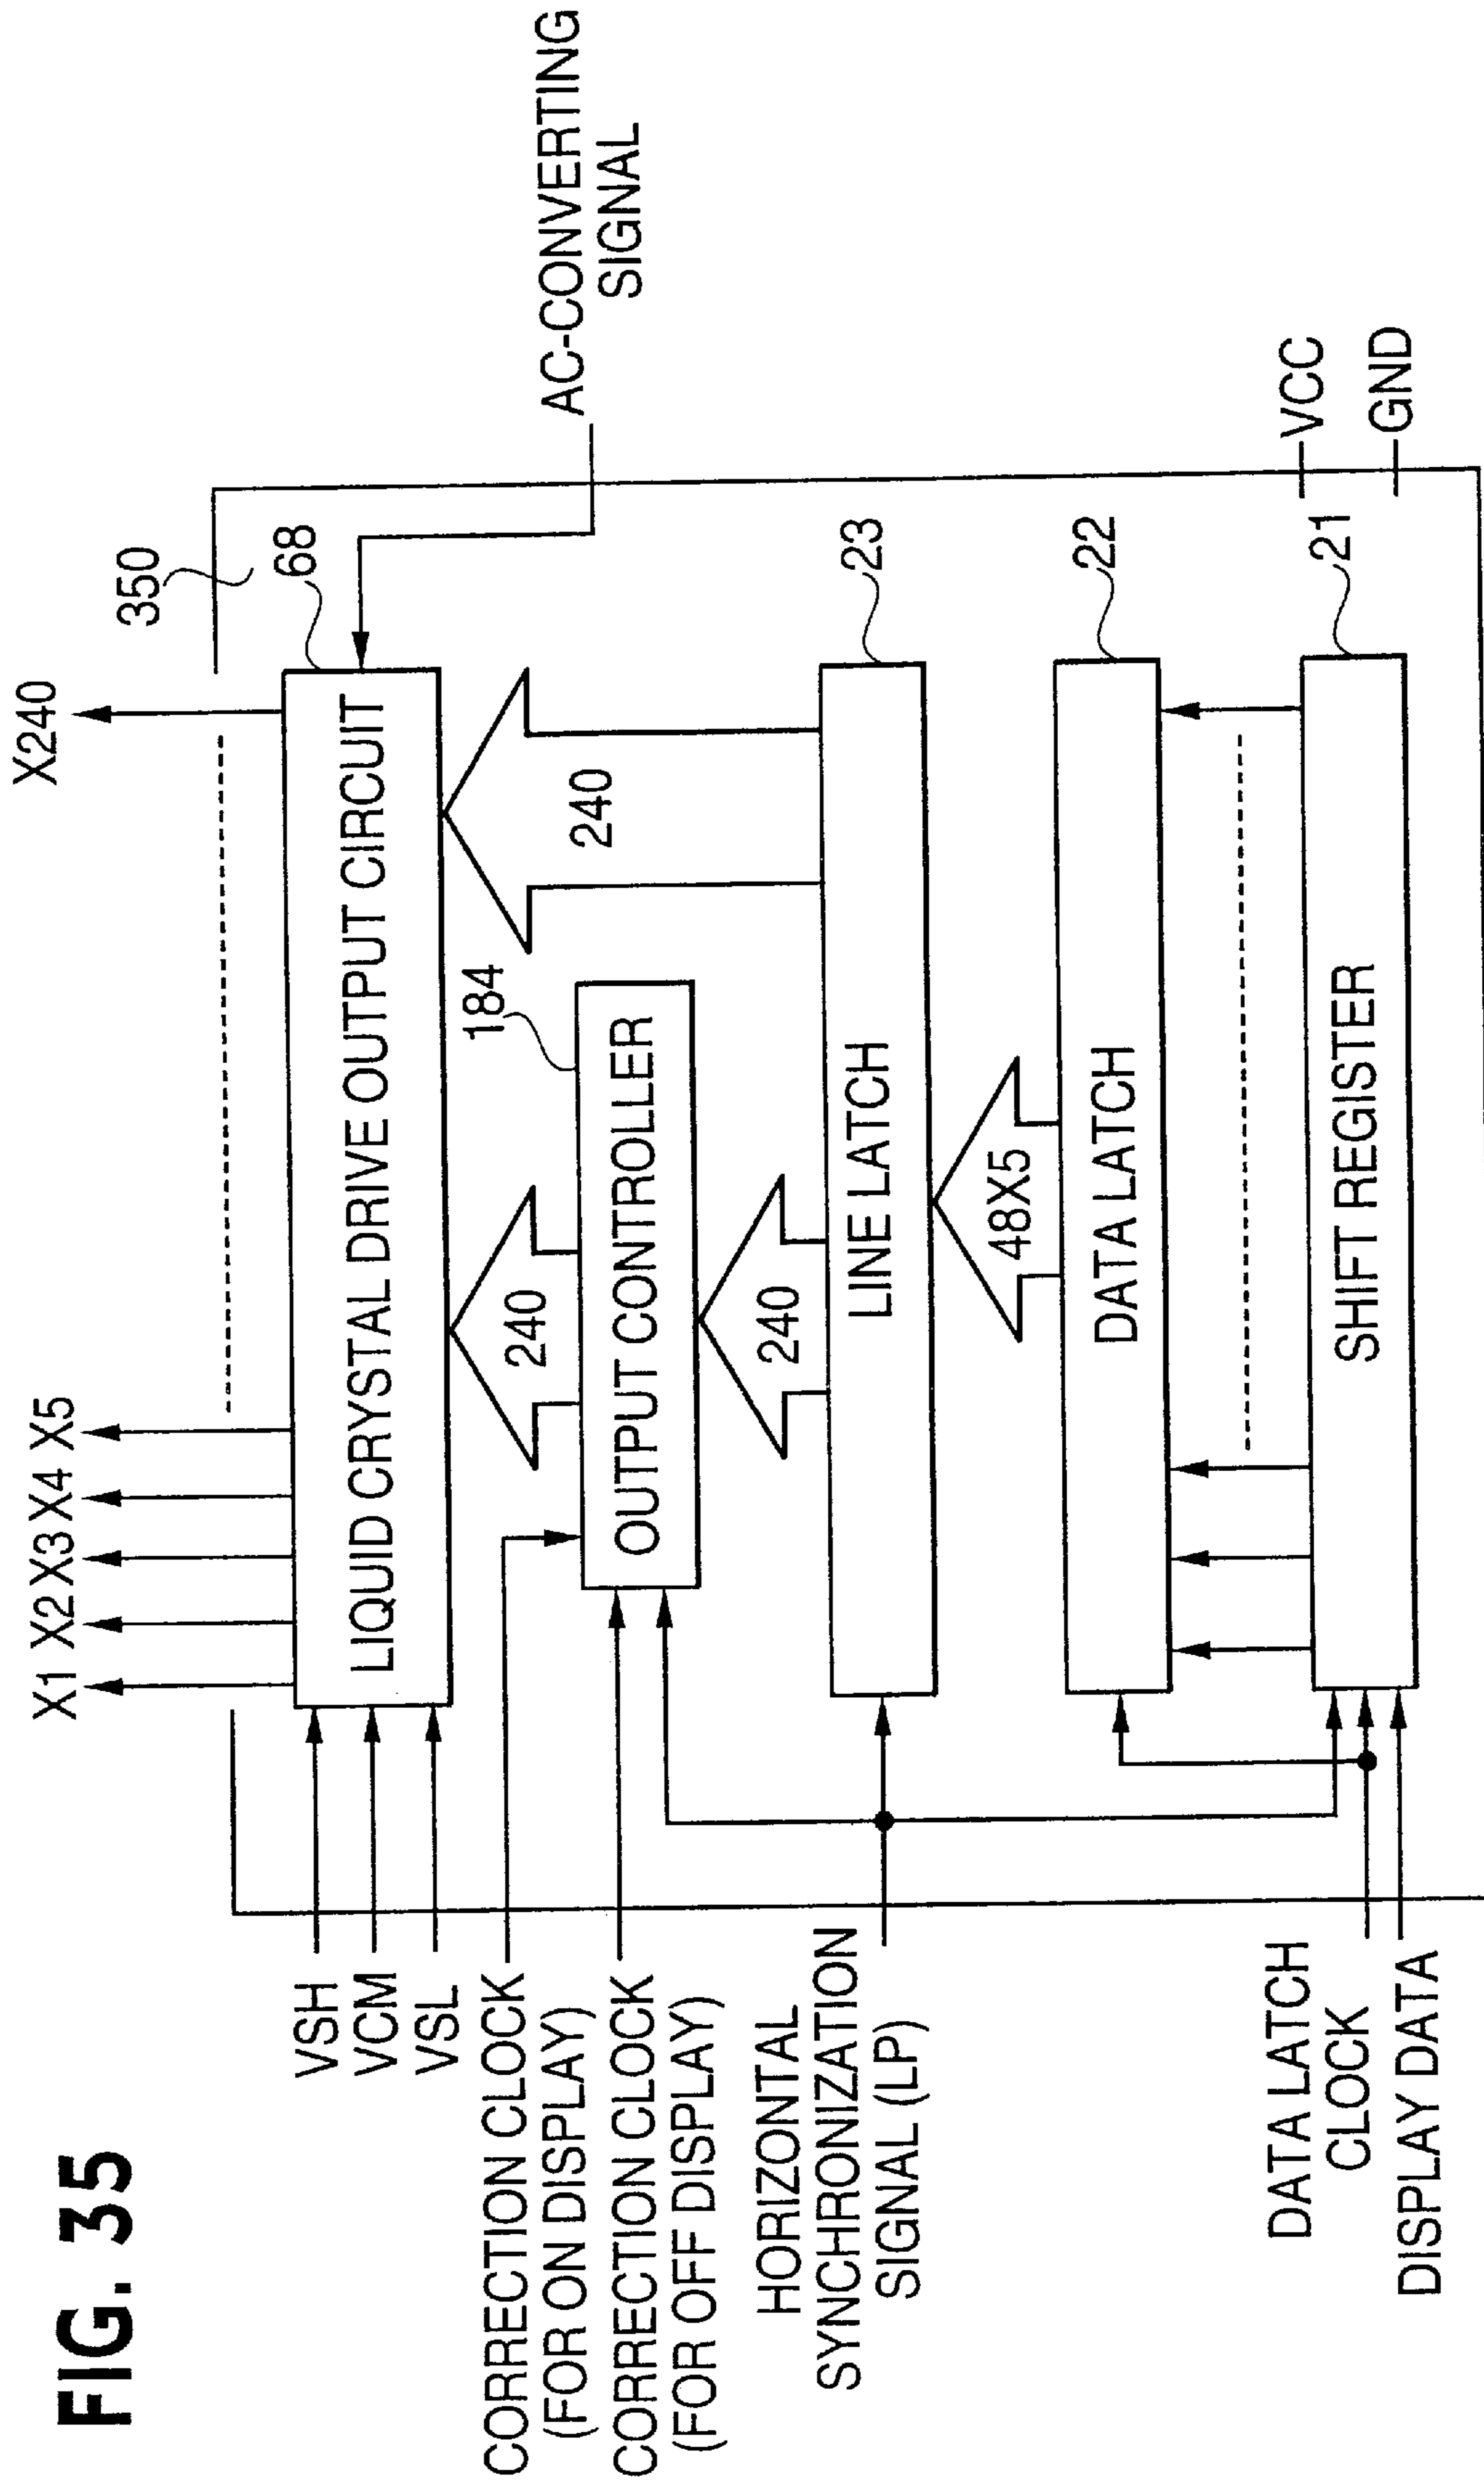 FIG. 35
X1 X2 X3 X4 X5
X240
350
68
VSH
VCM
VSL
LIQUID CRYSTAL DRIVE OUTPUT CIRCUIT
AC-CONVERTING
SIGNAL
240
184
CORRECTION CLOCK
(FOR ON DISPLAY)
CORRECTION CLOCK
(FOR OFF DISPLAY)
OUTPUT CONTROLLER
240
240
HORIZONTAL
SYNCHRONIZATION
SIGNAL (LP)
LINE LATCH
23
48X5
DATA LATCH
22
DATA LATCH
CLOCK
DISPLAY DATA
SHIFT REGISTER
21
VCC
GND